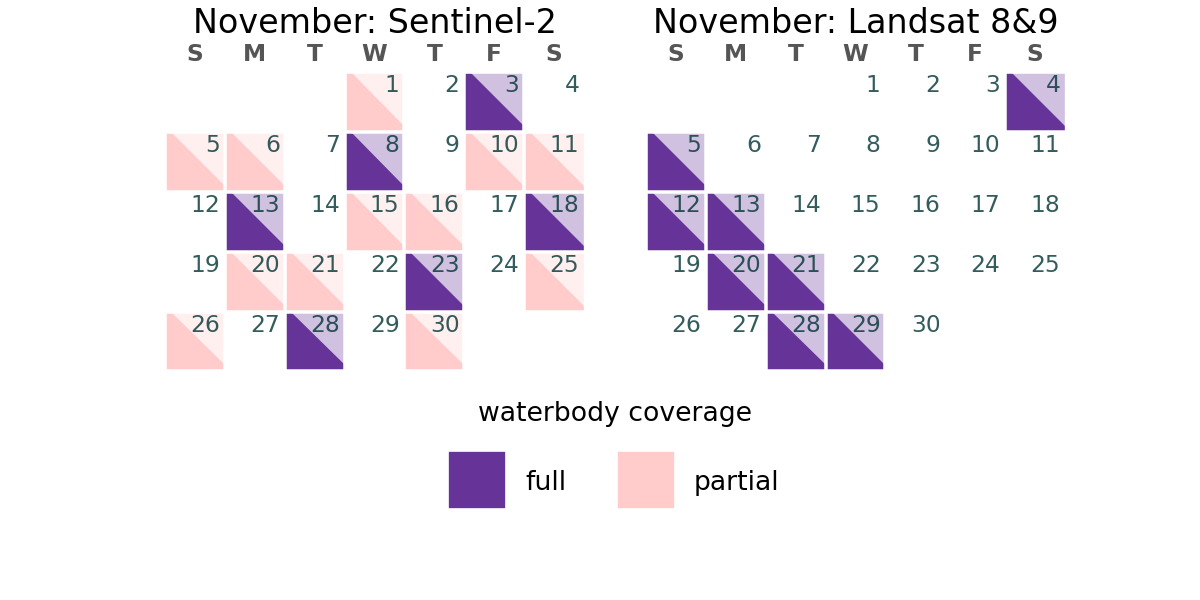 November: Sentinel-2
S M T W T F S
1 2 3 4
5 6 7 8 9 10 11
12 13 14 15 16 17 18
19 20 21 22 23 24 25
26 27 28 29 30
November: Landsat 8&9
S M T W T F S
1 2 3 4
5 6 7 8 9 10 11
12 13 14 15 16 17 18
19 20 21 22 23 24 25
26 27 28 29 30
waterbody coverage
full partial